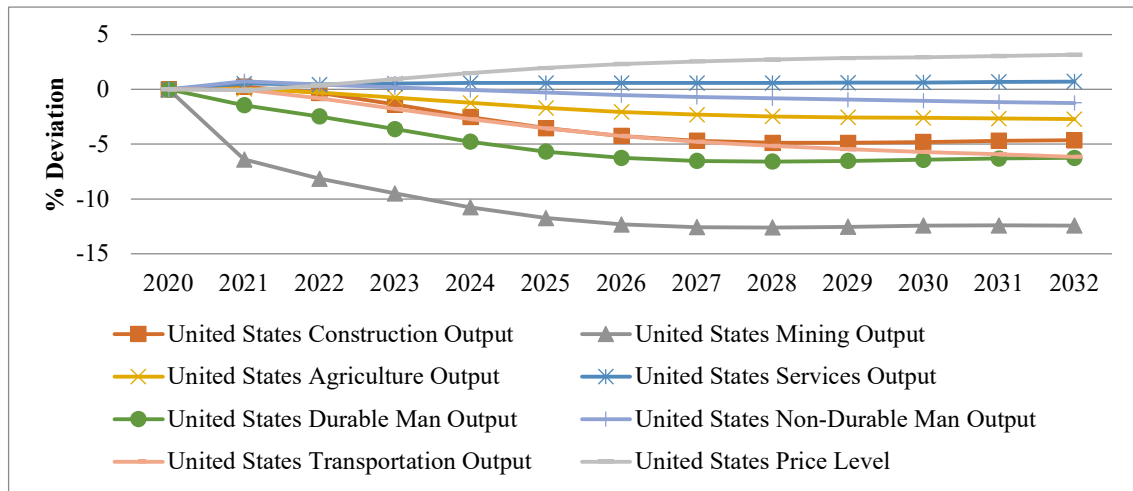 % Deviation
5
0
-5
-10
-15
2020 2021 2022 2023 2024 2025 2026 2027 2028 2029 2030 2031 2032
United States Construction Output United States Mining Output
United States Agriculture Output United States Services Output
United States Durable Man Output United States Non-Durable Man Output
United States Transportation Output United States Price Level